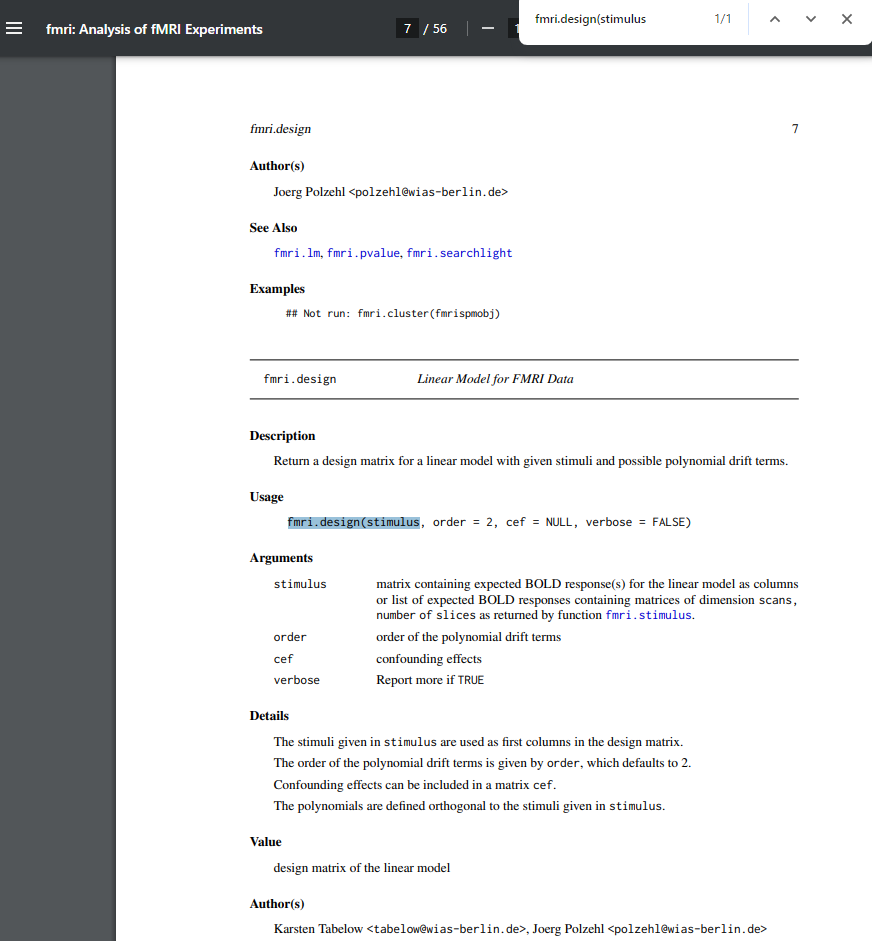 fmri: Analysis of fMRI Experiments
7 / 56
fmri.design(stimulus
1/1
fmri.design
7
Author(s)
Joerg Polzehl <polzehl@wias-berlin.de>
See Also
fmri.lm, fmri.pvalue, fmri.searchlight
Examples
## Not run: fmri.cluster(fmrispmobj)
fmri.design Linear Model for FMRI Data
Description
Return a design matrix for a linear model with given stimuli and possible polynomial drift terms.
Usage
fmri.design(stimulus, order = 2, cef = NULL, verbose = FALSE)
Arguments
stimulus matrix containing expected BOLD response(s) for the linear model as columns
or list of expected BOLD responses containing matrices of dimension scans,
number of slices as returned by function fmri.stimulus.
order order of the polynomial drift terms
cef confounding effects
verbose Report more if TRUE
Details
The stimuli given in stimulus are used as first columns in the design matrix.
The order of the polynomial drift terms is given by order, which defaults to 2.
Confounding effects can be included in a matrix cef.
The polynomials are defined orthogonal to the stimuli given in stimulus.
Value
design matrix of the linear model
Author(s)
Karsten Tabelow <tabelow@wias-berlin.de>, Joerg Polzehl <polzehl@wias-berlin.de>